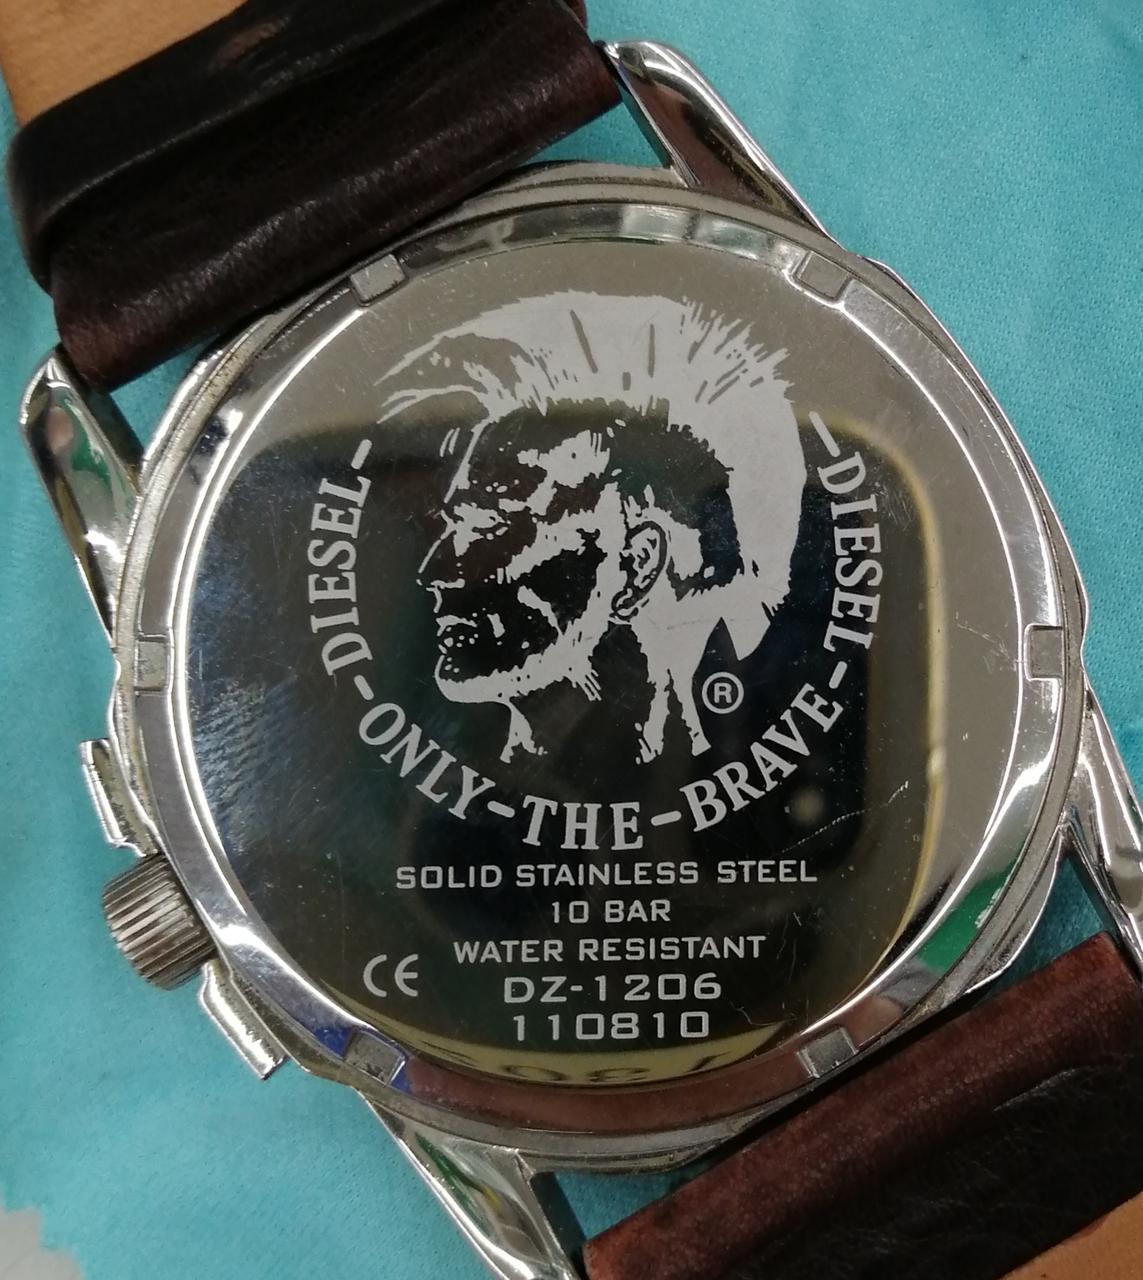 -DIESEL-ONLY-THE-BRAVE-DIESEL-
®
SOLID STAINLESS STEEL
10 BAR
WATER RESISTANT
CE DZ-1206
110810